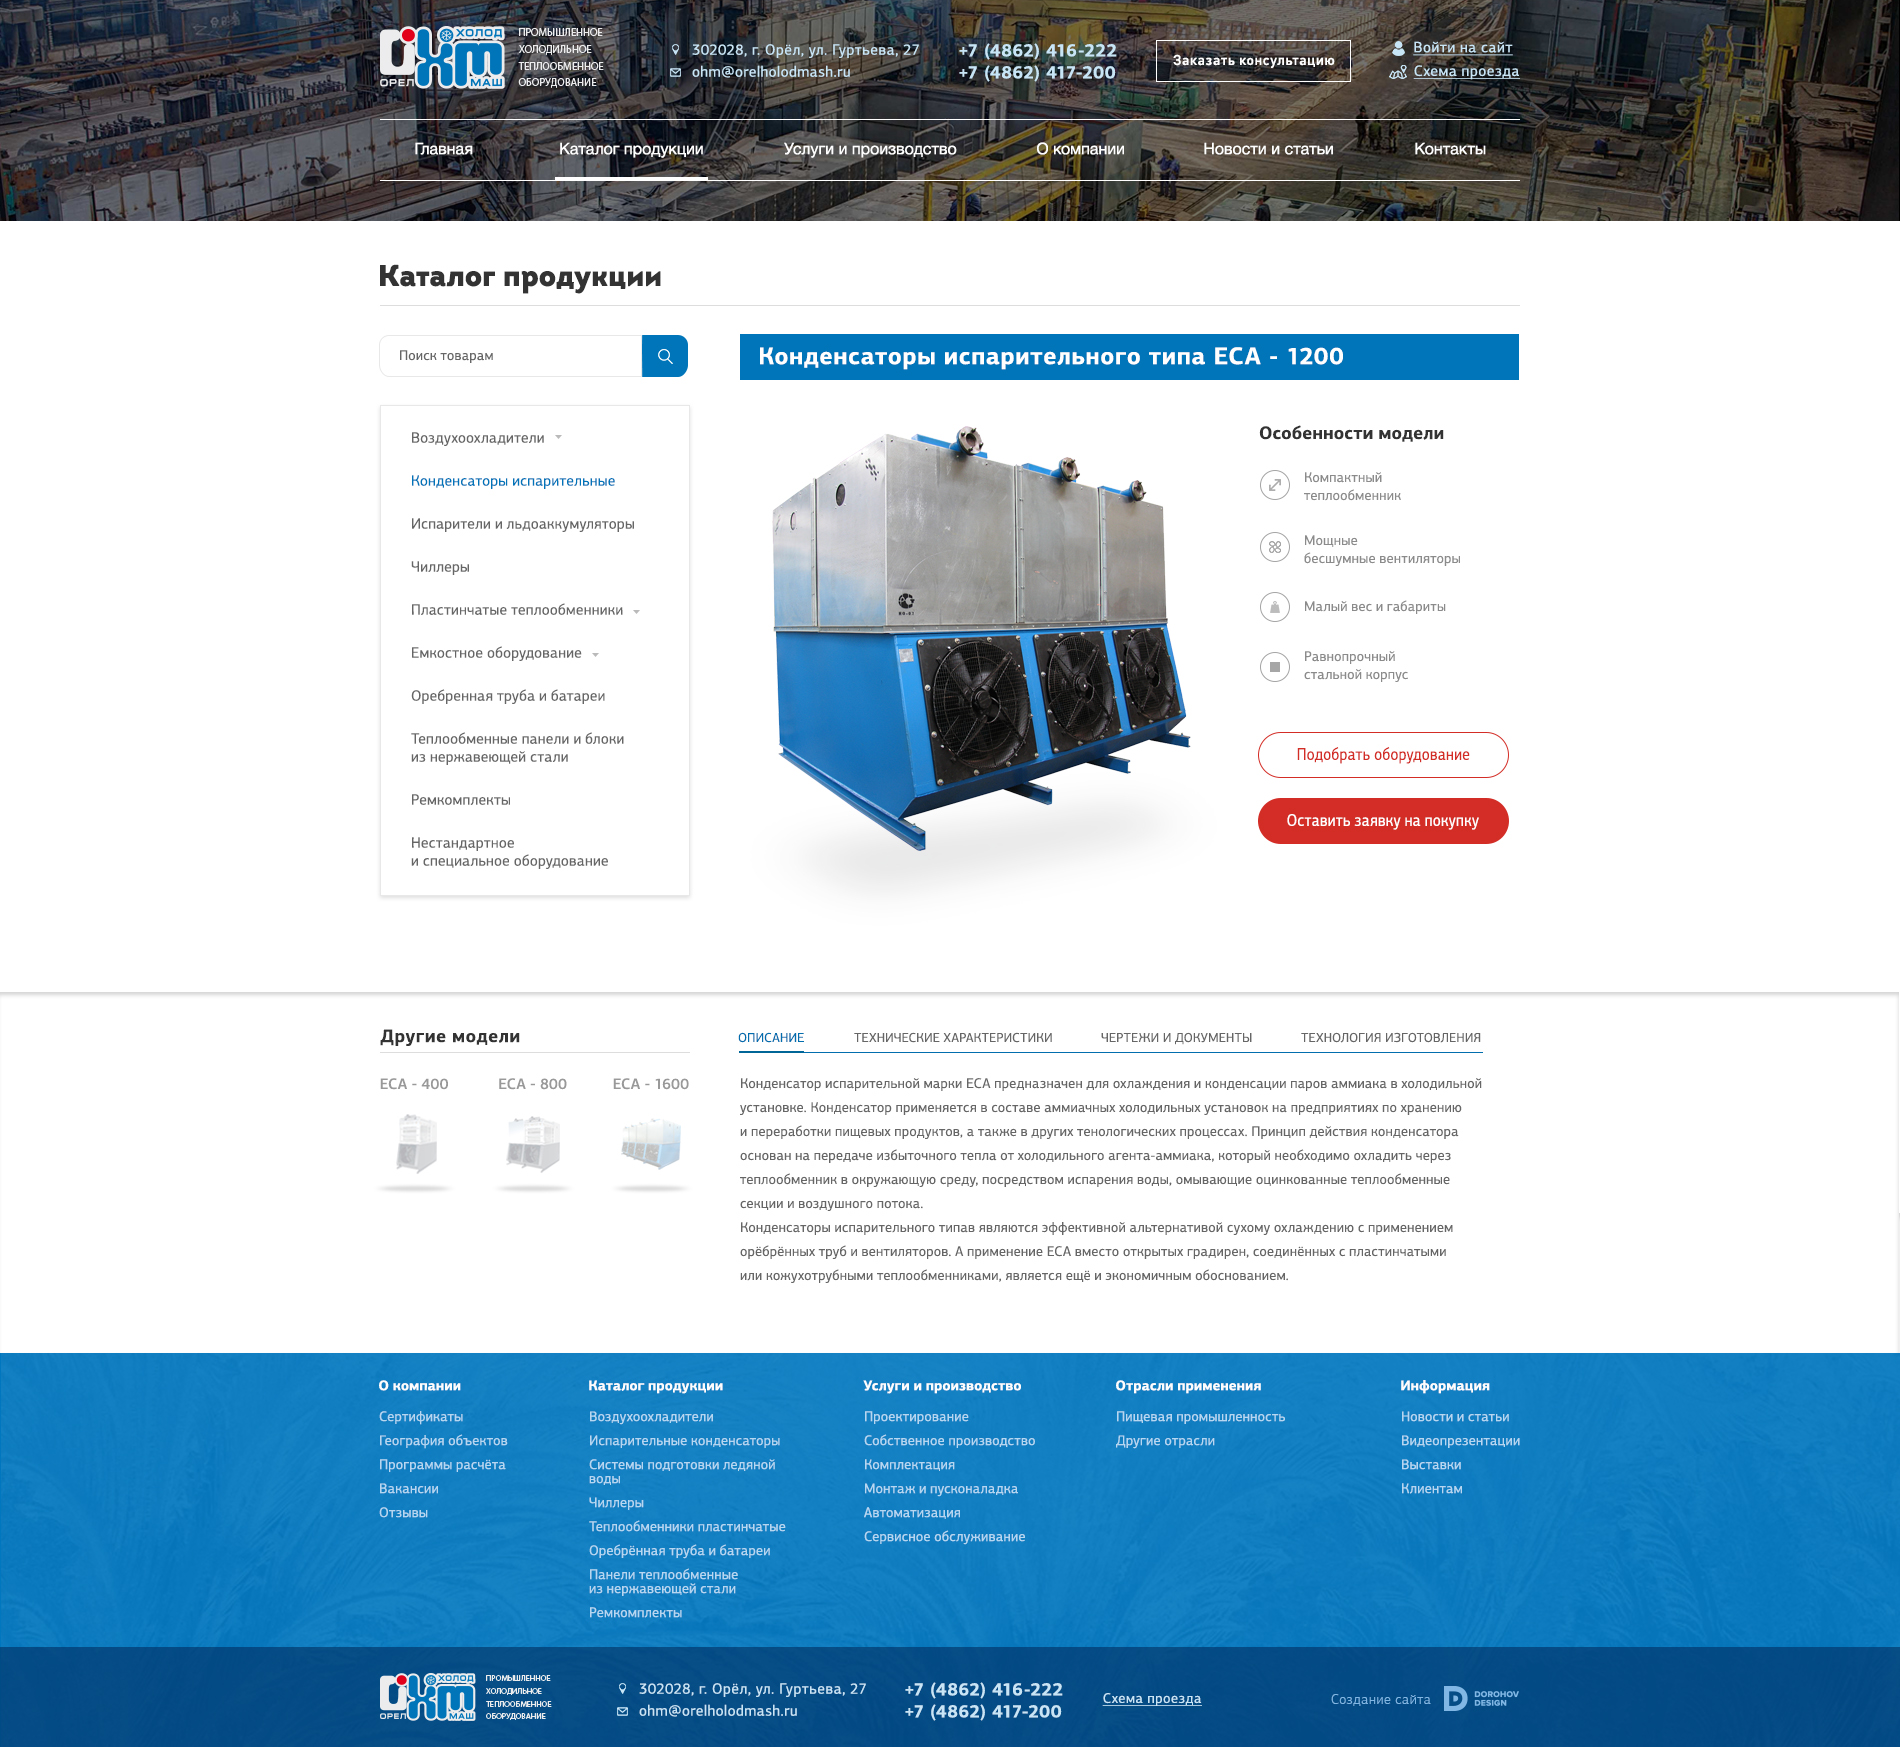 ХОЛОД
ОРЕЛ МАШ
ПРОМЫШЛЕННОЕ
ХОЛОДИЛЬНОЕ
ТЕПЛООБМЕННОЕ
ОБОРУДОВАНИЕ
302028, г. Орёл, ул. Гуртьева, 27
ohm@orelholodmash.ru
+7 (4862) 416-222
+7 (4862) 417-200
Заказать консультацию
Войти на сайт
Схема проезда
Главная
Каталог продукции
Услуги и производство
О компании
Новости и статьи
Контакты
Каталог продукции
Поиск товарам
Воздухоохладители
Конденсаторы испарительные
Испарители и льдоаккумуляторы
Чиллеры
Пластинчатые теплообменники
Емкостное оборудование
Оребренная труба и батареи
Теплообменные панели и блоки
из нержавеющей стали
Ремкомплекты
Нестандартное
и специальное оборудование
Конденсаторы испарительного типа ЕСА - 1200
Особенности модели
Компактный
теплообменник
Мощные
бесшумные вентиляторы
Малый вес и габариты
Равнопрочный
стальной корпус
Подобрать оборудование
Оставить заявку на покупку
Другие модели
ЕСА - 400
ЕСА - 800
ЕСА - 1600
ОПИСАНИЕ
ТЕХНИЧЕСКИЕ ХАРАКТЕРИСТИКИ
ЧЕРТЕЖИ И ДОКУМЕНТЫ
ТЕХНОЛОГИЯ ИЗГОТОВЛЕНИЯ
Конденсатор испарительной марки ЕСА предназначен для охлаждения и конденсации паров аммиака в холодильной
установке. Конденсатор применяется в составе аммиачных холодильных установок на предприятиях по хранению
и переработки пищевых продуктов, а также в других тенологических процессах. Принцип действия конденсатора
основан на передаче избыточного тепла от холодильного агента-аммиака, который необходимо охладить через
теплообменник в окружающую среду, посредством испарения воды, омывающие оцинкованные теплообменные
секции и воздушного потока.
Конденсаторы испарительного типав являются эффективной альтернативой сухому охлаждению с применением
орёбрённых труб и вентиляторов. А применение ЕСА вместо открытых градирен, соединённых с пластинчатыми
или кожухотрубными теплообменниками, является ещё и экономичным обоснованием.
О компании
Сертификаты
География объектов
Программы расчёта
Вакансии
Отзывы
Каталог продукции
Воздухоохладители
Испарительные конденсаторы
Системы подготовки ледяной
воды
Чиллеры
Теплообменники пластинчатые
Оребрённая труба и батареи
Панели теплообменные
из нержавеющей стали
Ремкомплекты
Услуги и производство
Проектирование
Собственное производство
Комплектация
Монтаж и пусконаладка
Автоматизация
Сервисное обслуживание
Отрасли применения
Пищевая промышленность
Другие отрасли
Информация
Новости и статьи
Видеопрезентации
Выставки
Клиентам
ХОЛОД
ОРЕЛ МАШ
ПРОМЫШЛЕННОЕ
ХОЛОДИЛЬНОЕ
ТЕПЛООБМЕННОЕ
ОБОРУДОВАНИЕ
302028, г. Орёл, ул. Гуртьева, 27
ohm@orelholodmash.ru
+7 (4862) 416-222
+7 (4862) 417-200
Схема проезда
Создание сайта
DOROHOV
DESIGN